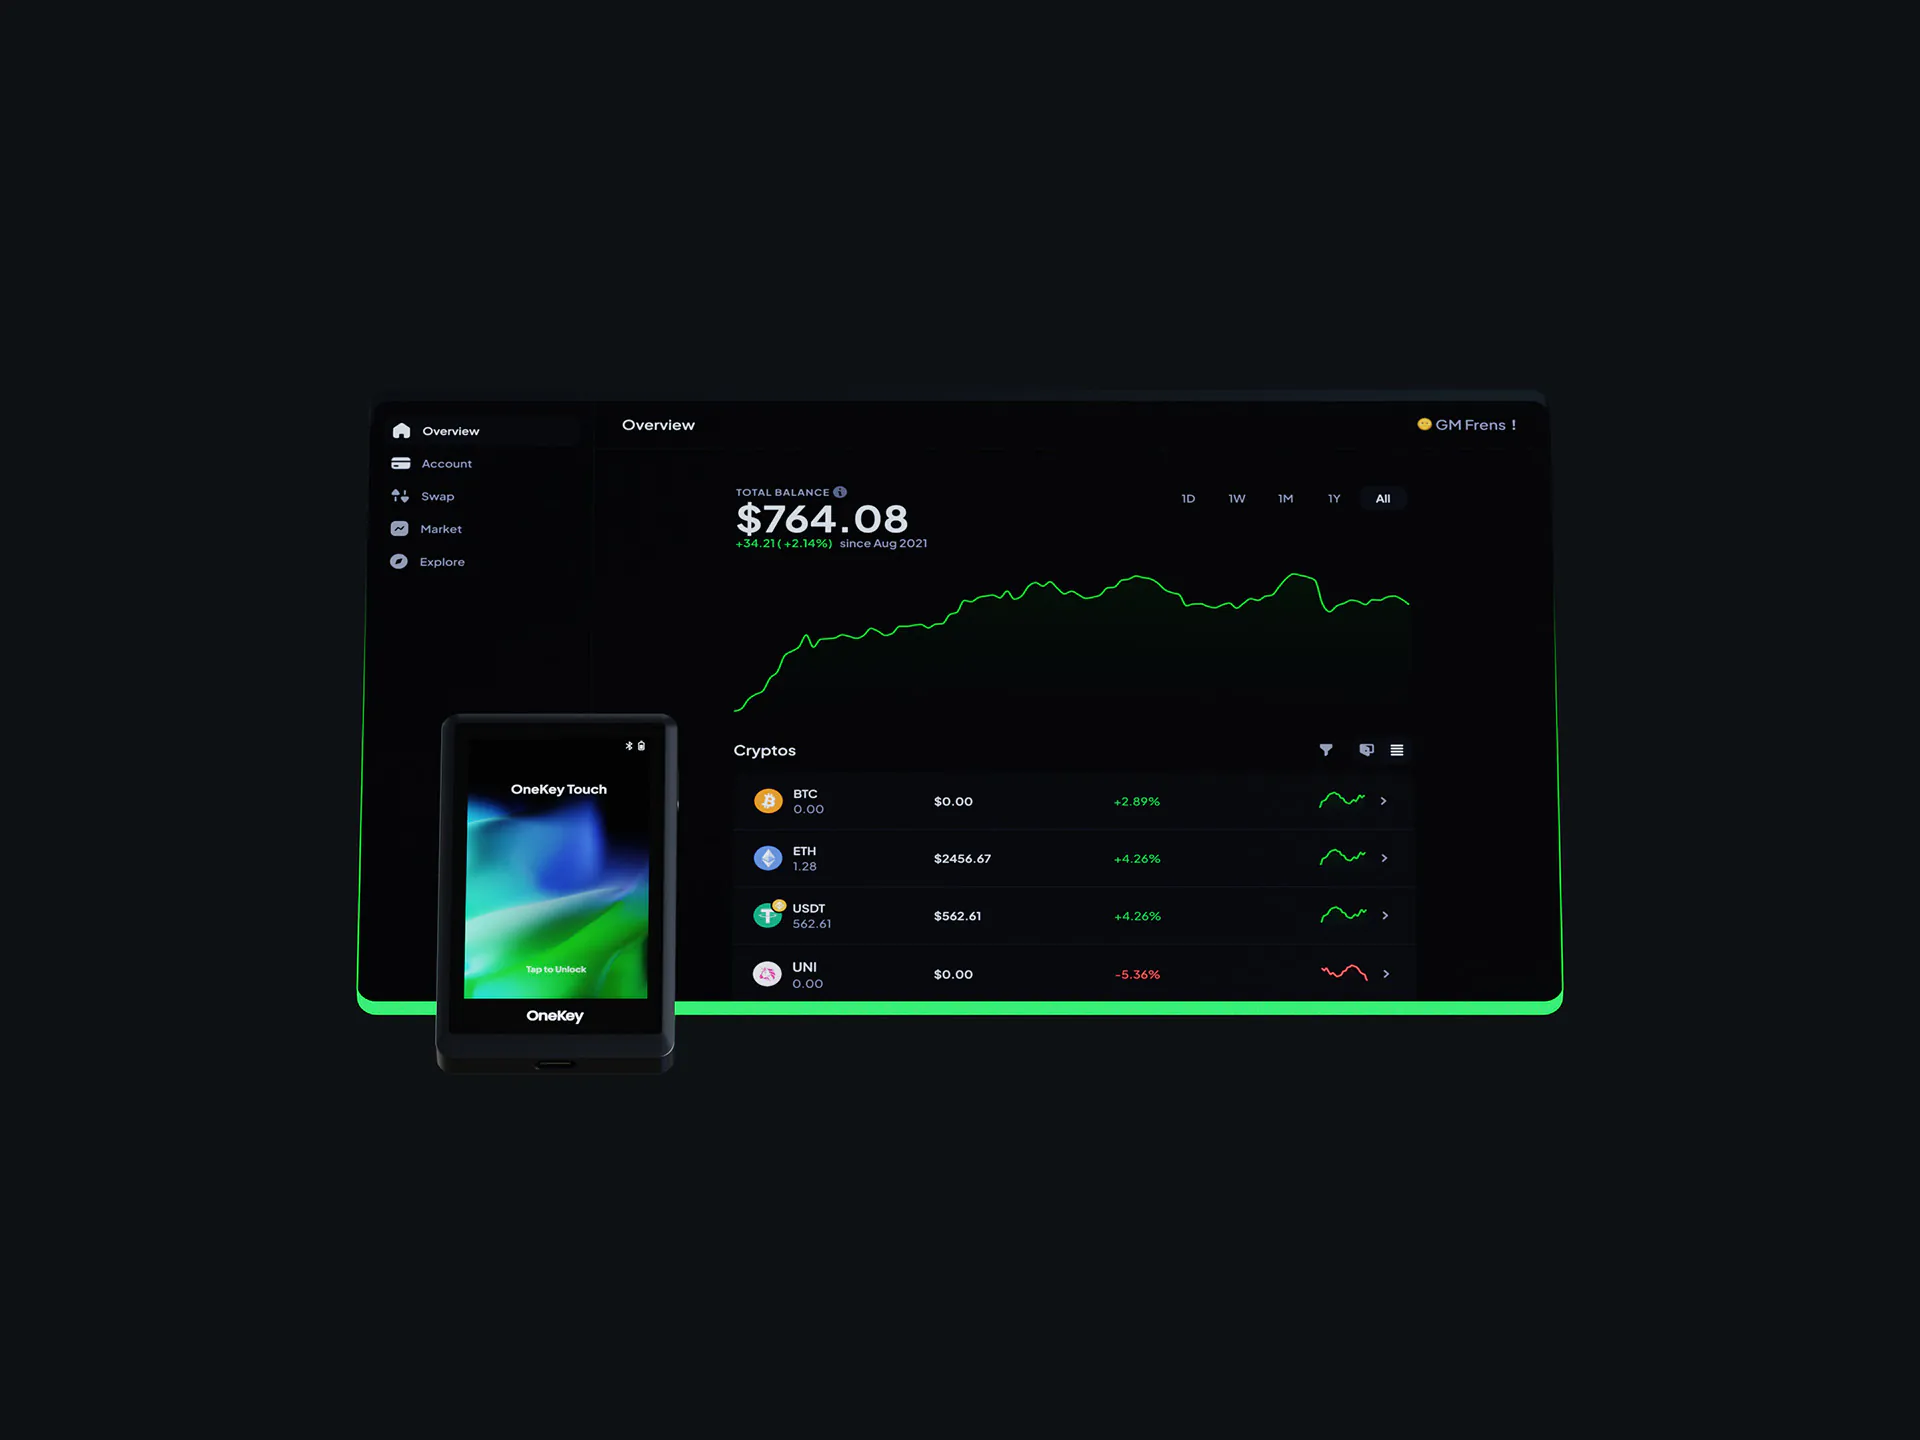 Overview
Account
Swap
Market
Explore
Overview
GM Frens !
TOTAL BALANCE
$764.08
+34.21 ( +2.14%) since Aug 2021
1D 1W 1M 1Y All
Cryptos
BTC
0.00
$0.00
+2.89%
ETH
1.28
$2456.67
+4.26%
USDT
562.61
$562.61
+4.26%
UNI
0.00
$0.00
-5.36%
OneKey Touch
Tap to Unlock
OneKey